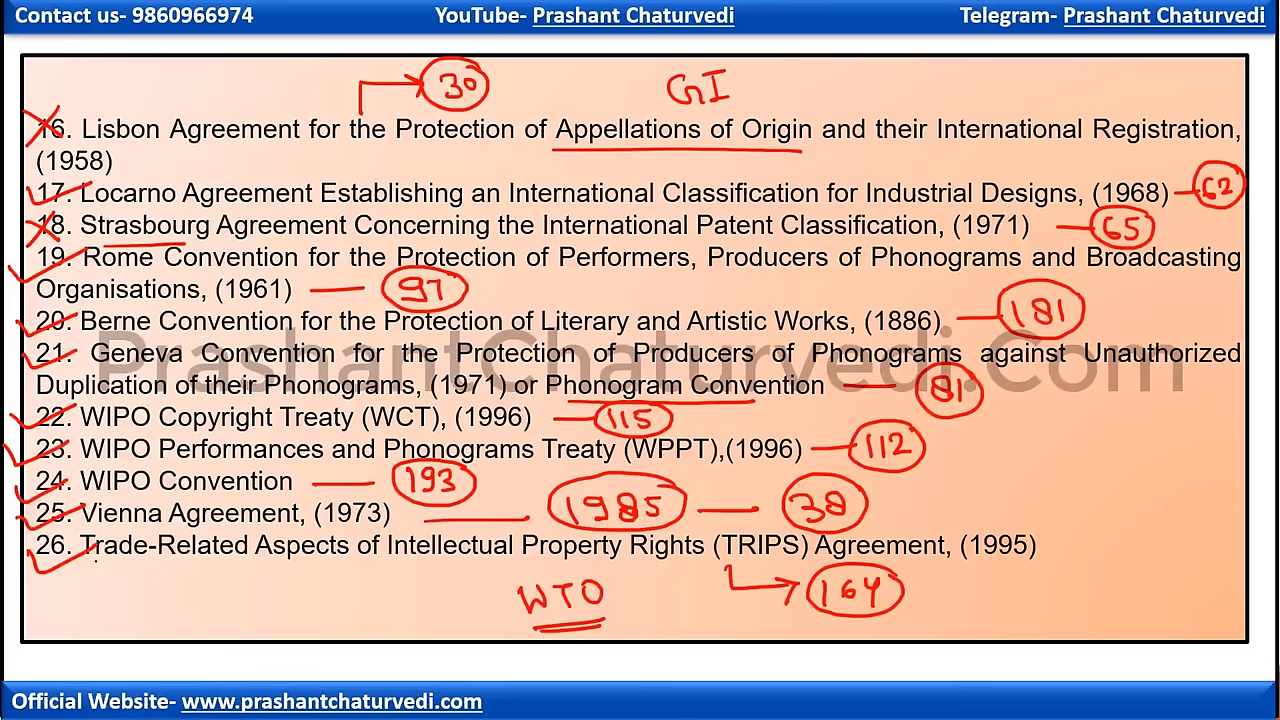 Contact us- 9860966974 YouTube- Prashant Chaturvedi Telegram- Prashant Chaturvedi
30 GI
16. Lisbon Agreement for the Protection of Appellations of Origin and their International Registration,
(1958)
17. Locarno Agreement Establishing an International Classification for Industrial Designs, (1968) 62
18. Strasbourg Agreement Concerning the International Patent Classification, (1971) 65
19. Rome Convention for the Protection of Performers, Producers of Phonograms and Broadcasting
Organisations, (1961) 97
20. Berne Convention for the Protection of Literary and Artistic Works, (1886) 181
PrashantChaturvedi.Com
21. Geneva Convention for the Protection of Producers of Phonograms against Unauthorized
Duplication of their Phonograms, (1971) or Phonogram Convention 81
22. WIPO Copyright Treaty (WCT), (1996) 115
23. WIPO Performances and Phonograms Treaty (WPPT),(1996) 112
24. WIPO Convention 193
25. Vienna Agreement, (1973) 1985 38
26. Trade-Related Aspects of Intellectual Property Rights (TRIPS) Agreement, (1995)
WTO 164
Official Website- www.prashantchaturvedi.com